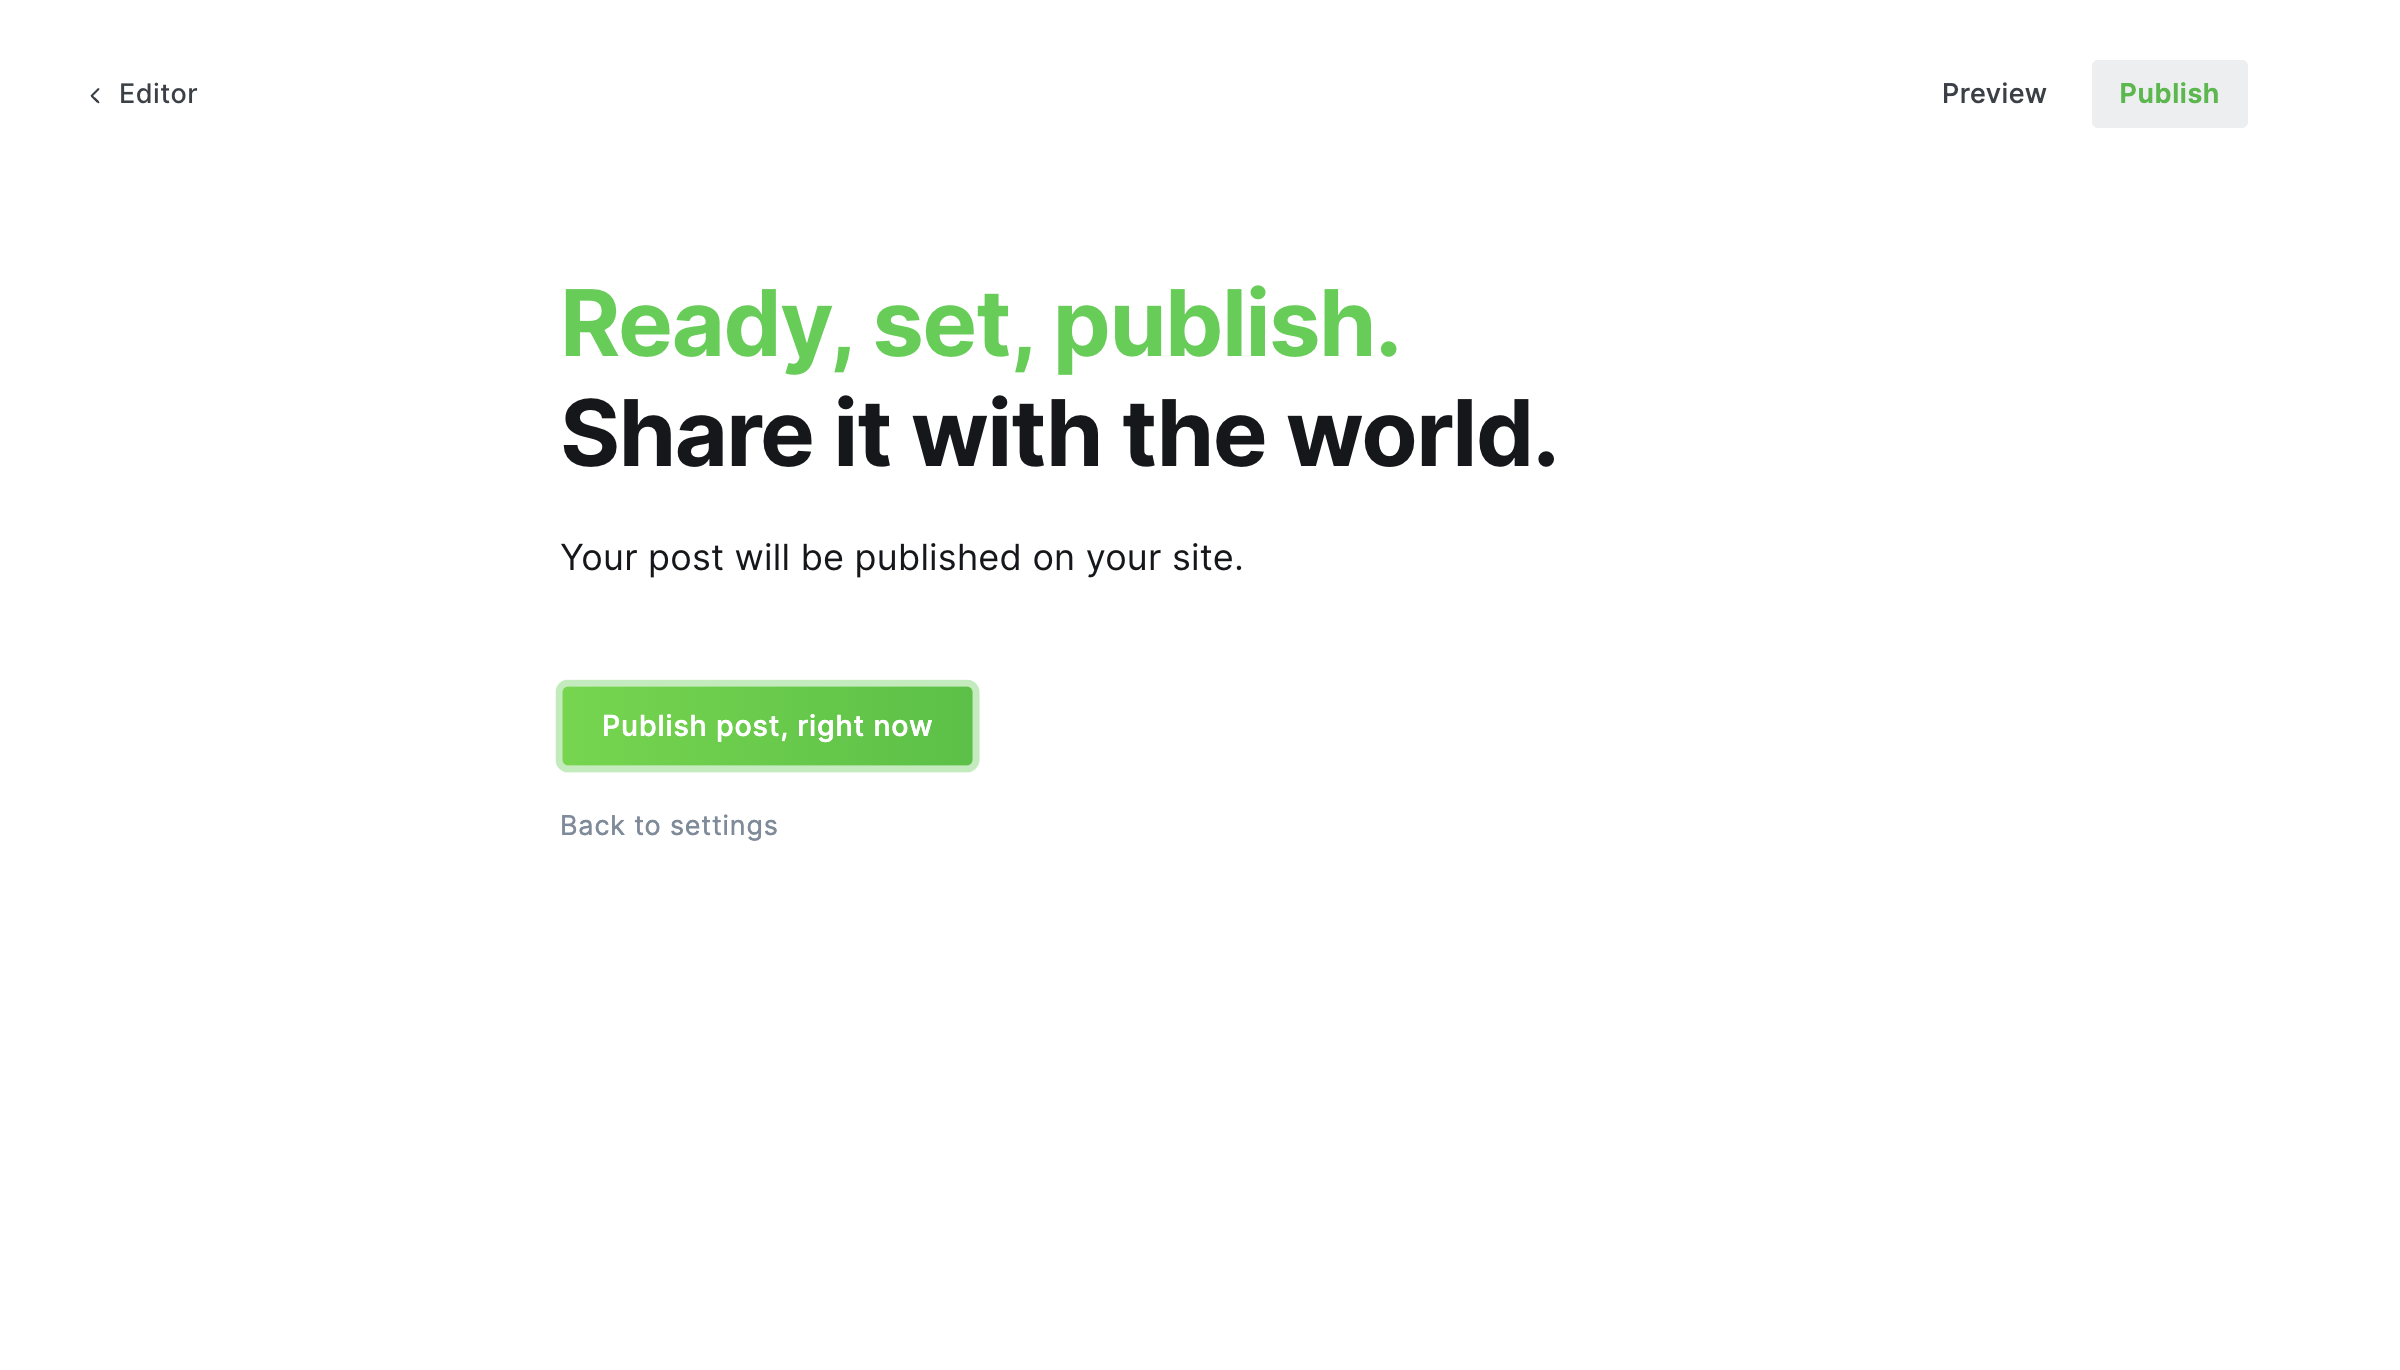 Editor
Preview
Publish
Ready, set, publish.
Share it with the world.
Your post will be published on your site.
Publish post, right now
Back to settings